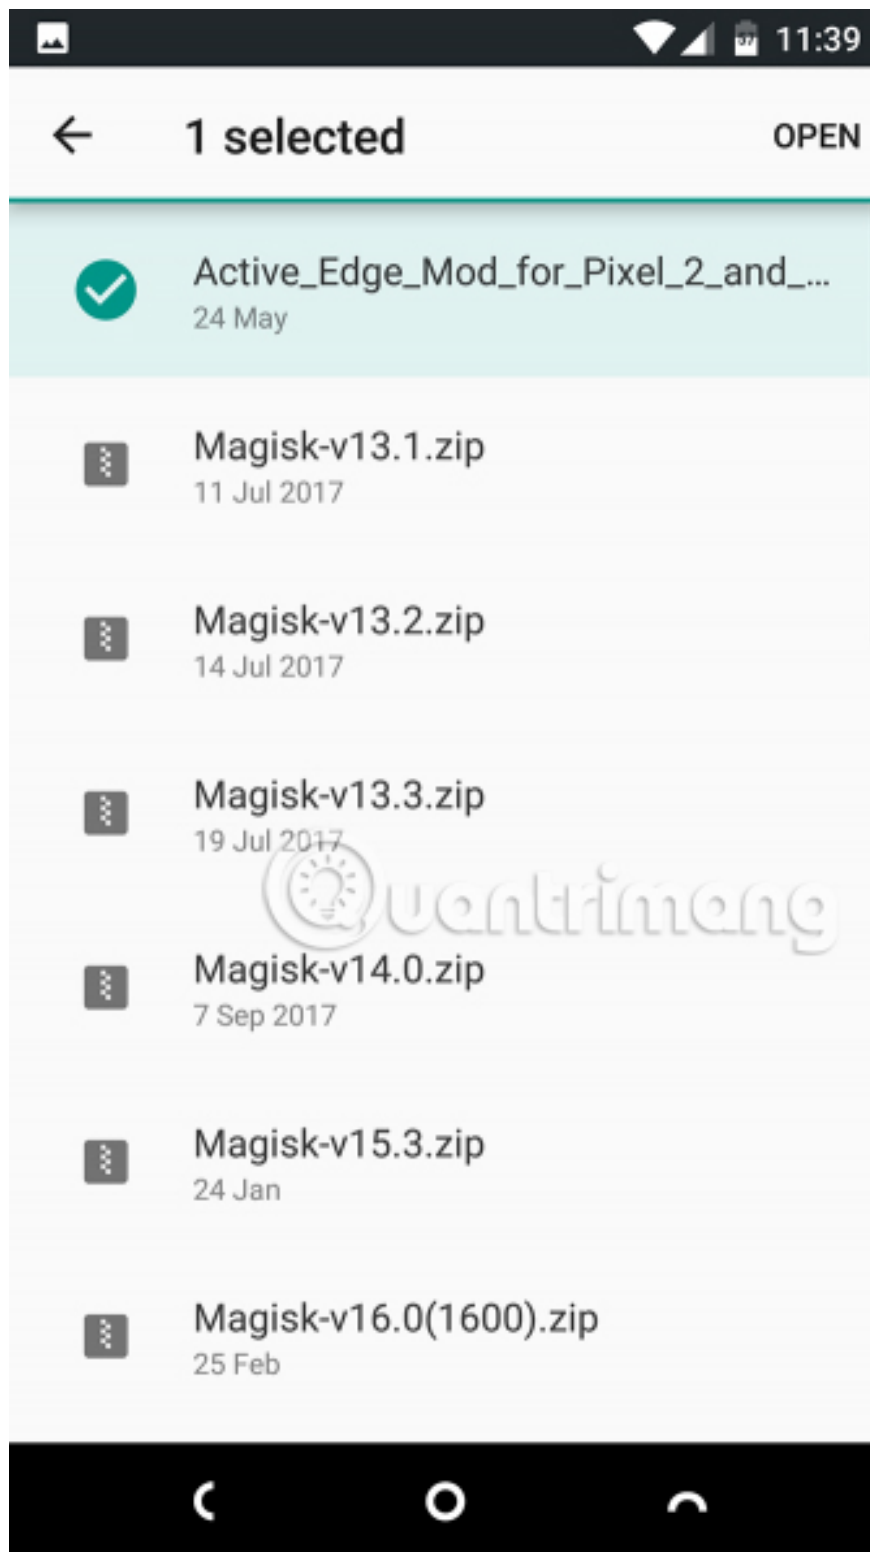 57 11:39
1 selected OPEN
Active_Edge_Mod_for_Pixel_2_and_...
24 May
Magisk-v13.1.zip
11 Jul 2017
Magisk-v13.2.zip
14 Jul 2017
Magisk-v13.3.zip
19 Jul 2017
Quantrimang
Magisk-v14.0.zip
7 Sep 2017
Magisk-v15.3.zip
24 Jan
Magisk-v16.0(1600).zip
25 Feb